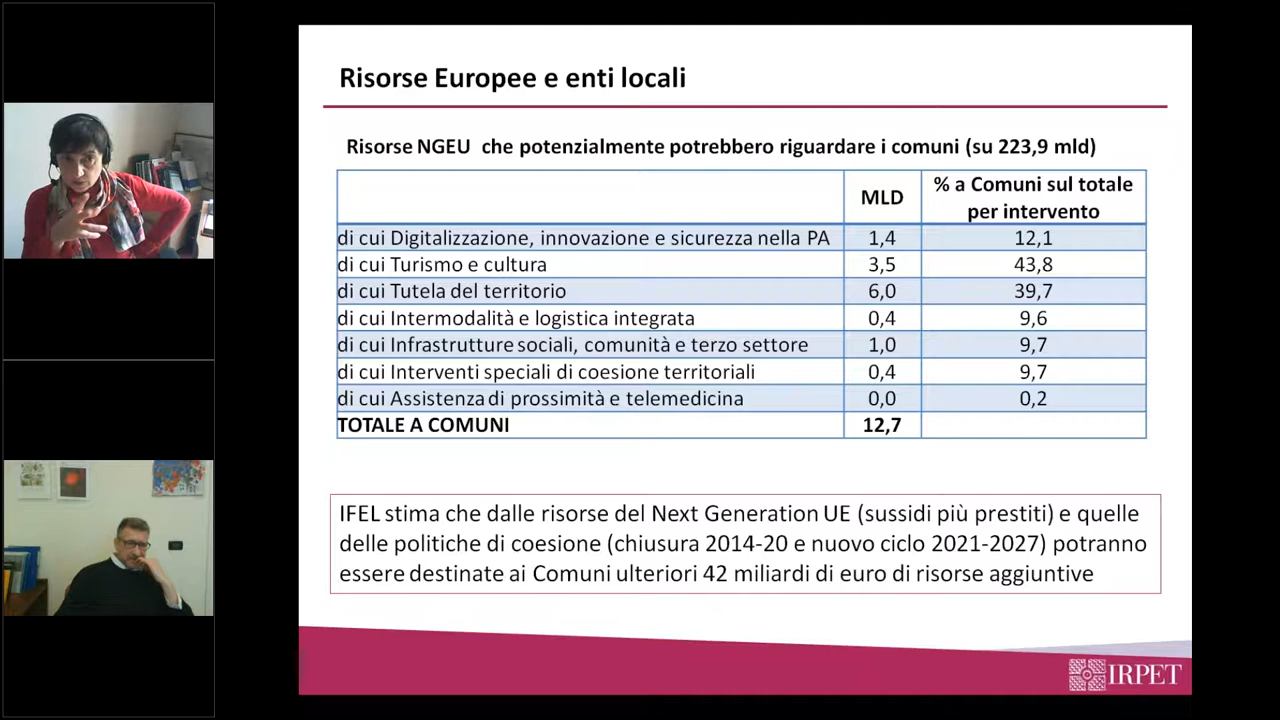 Risorse Europee e enti locali
Risorse NGEU che potenzialmente potrebbero riguardare i comuni (su 223,9 mld)
MLD
% a Comuni sul totale
per intervento
di cui Digitalizzazione, innovazione e sicurezza nella PA 1,4 12,1
di cui Turismo e cultura 3,5 43,8
di cui Tutela del territorio 6,0 39,7
di cui Intermodalità e logistica integrata 0,4 9,6
di cui Infrastrutture sociali, comunità e terzo settore 1,0 9,7
di cui Interventi speciali di coesione territoriali 0,4 9,7
di cui Assistenza di prossimità e telemedicina 0,0 0,2
TOTALE A COMUNI 12,7
IFEL stima che dalle risorse del Next Generation UE (sussidi più prestiti) e quelle
delle politiche di coesione (chiusura 2014-20 e nuovo ciclo 2021-2027) potranno
essere destinate ai Comuni ulteriori 42 miliardi di euro di risorse aggiuntive
IRPET